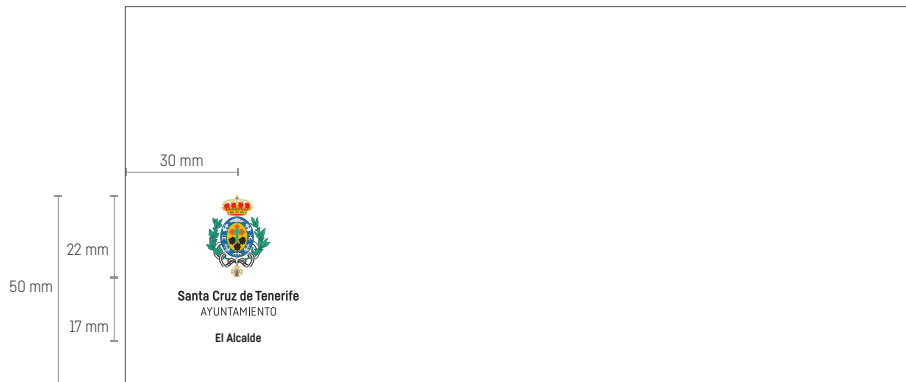 30 mm
22 mm
50 mm
Santa Cruz de Tenerife
AYUNTAMIENTO
17 mm
El Alcalde